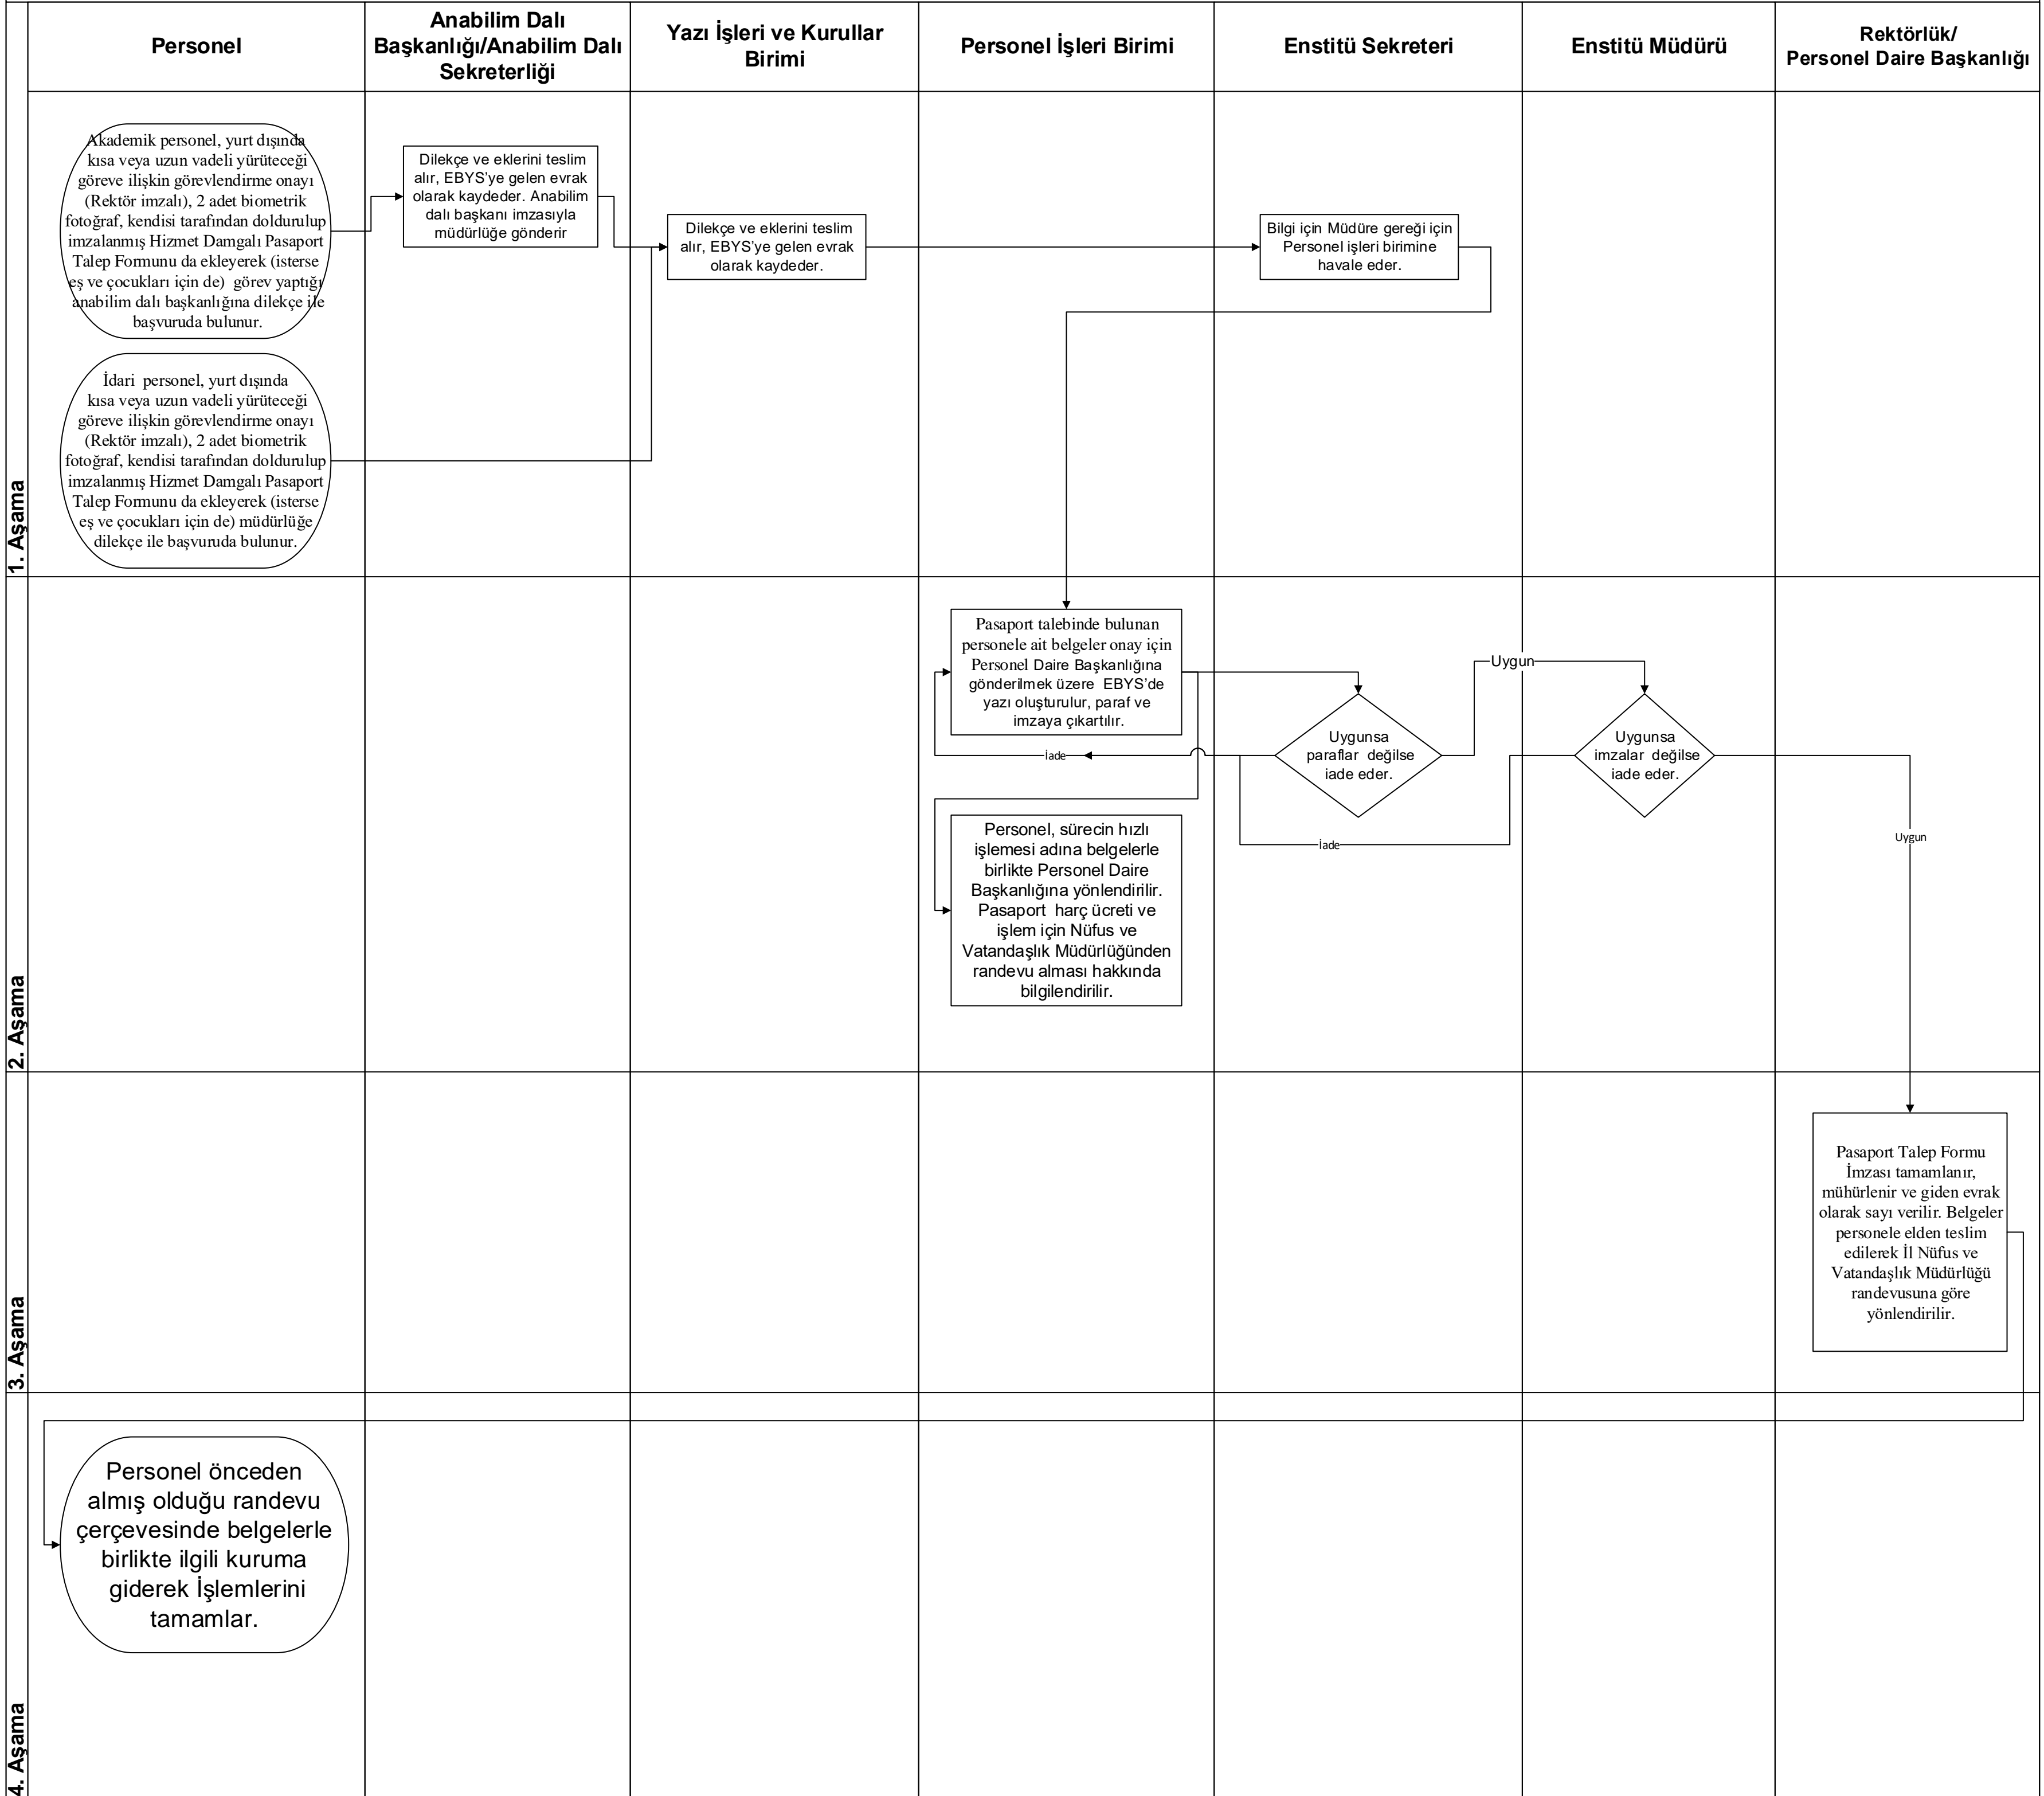 Personel
Anabilim Dalı
Başkanlığı/Anabilim Dalı
Sekreterliği
Yazı İşleri ve Kurullar
Birimi
Personel İşleri Birimi
Enstitü Sekreteri
Enstitü Müdürü
Rektörlük/
Personel Daire Başkanlığı
1. Aşama
Akademik personel, yurt dışında
kısa veya uzun vadeli yürüteceği
göreve ilişkin görevlendirme onayı
(Rektör imzalı), 2 adet biometrik
fotoğraf, kendisi tarafından doldurulup
imzalanmış Hizmet Damgalı Pasaport
Talep Formunu da ekleyerek (isterse
eş ve çocukları için de) görev yaptığı
anabilim dalı başkanlığına dilekçe ile
başvuruda bulunur.
Dilekçe ve eklerini teslim
alır, EBYS'ye gelen evrak
olarak kaydeder. Anabilim
dalı başkanı imzasıyla
müdürlüğe gönderir
Dilekçe ve eklerini teslim
alır, EBYS'ye gelen evrak
olarak kaydeder.
Bilgi için Müdüre gereği için
Personel işleri birimine
havale eder.
İdari personel, yurt dışında
kısa veya uzun vadeli yürüteceği
göreve ilişkin görevlendirme onayı
(Rektör imzalı), 2 adet biometrik
fotoğraf, kendisi tarafından doldurulup
imzalanmış Hizmet Damgalı Pasaport
Talep Formunu da ekleyerek (isterse
eş ve çocukları için de) müdürlüğe
dilekçe ile başvuruda bulunur.
2. Aşama
Pasaport talebinde bulunan
personele ait belgeler onay için
Personel Daire Başkanlığına
gönderilmek üzere EBYS'de
yazı oluşturulur, paraf ve
imzaya çıkartılır.
Uygun
Uygunsa
paraflar değilse
iade eder.
Uygunsa
imzalar değilse
iade eder.
İade
İade
Uygun
Personel, sürecin hızlı
işlemesi adına belgelerle
birlikte Personel Daire
Başkanlığına yönlendirilir.
Pasaport harç ücreti ve
işlem için Nüfus ve
Vatandaşlık Müdürlüğünden
randevu alması hakkında
bilgilendirilir.
3. Aşama
Pasaport Talep Formu
İmzası tamamlanır,
mühürlenir ve giden evrak
olarak sayı verilir. Belgeler
personele elden teslim
edilerek İl Nüfus ve
Vatandaşlık Müdürlüğü
randevusuna göre
yönlendirilir.
4. Aşama
Personel önceden
almış olduğu randevu
çerçevesinde belgelerle
birlikte ilgili kuruma
giderek İşlemlerini
tamamlar.